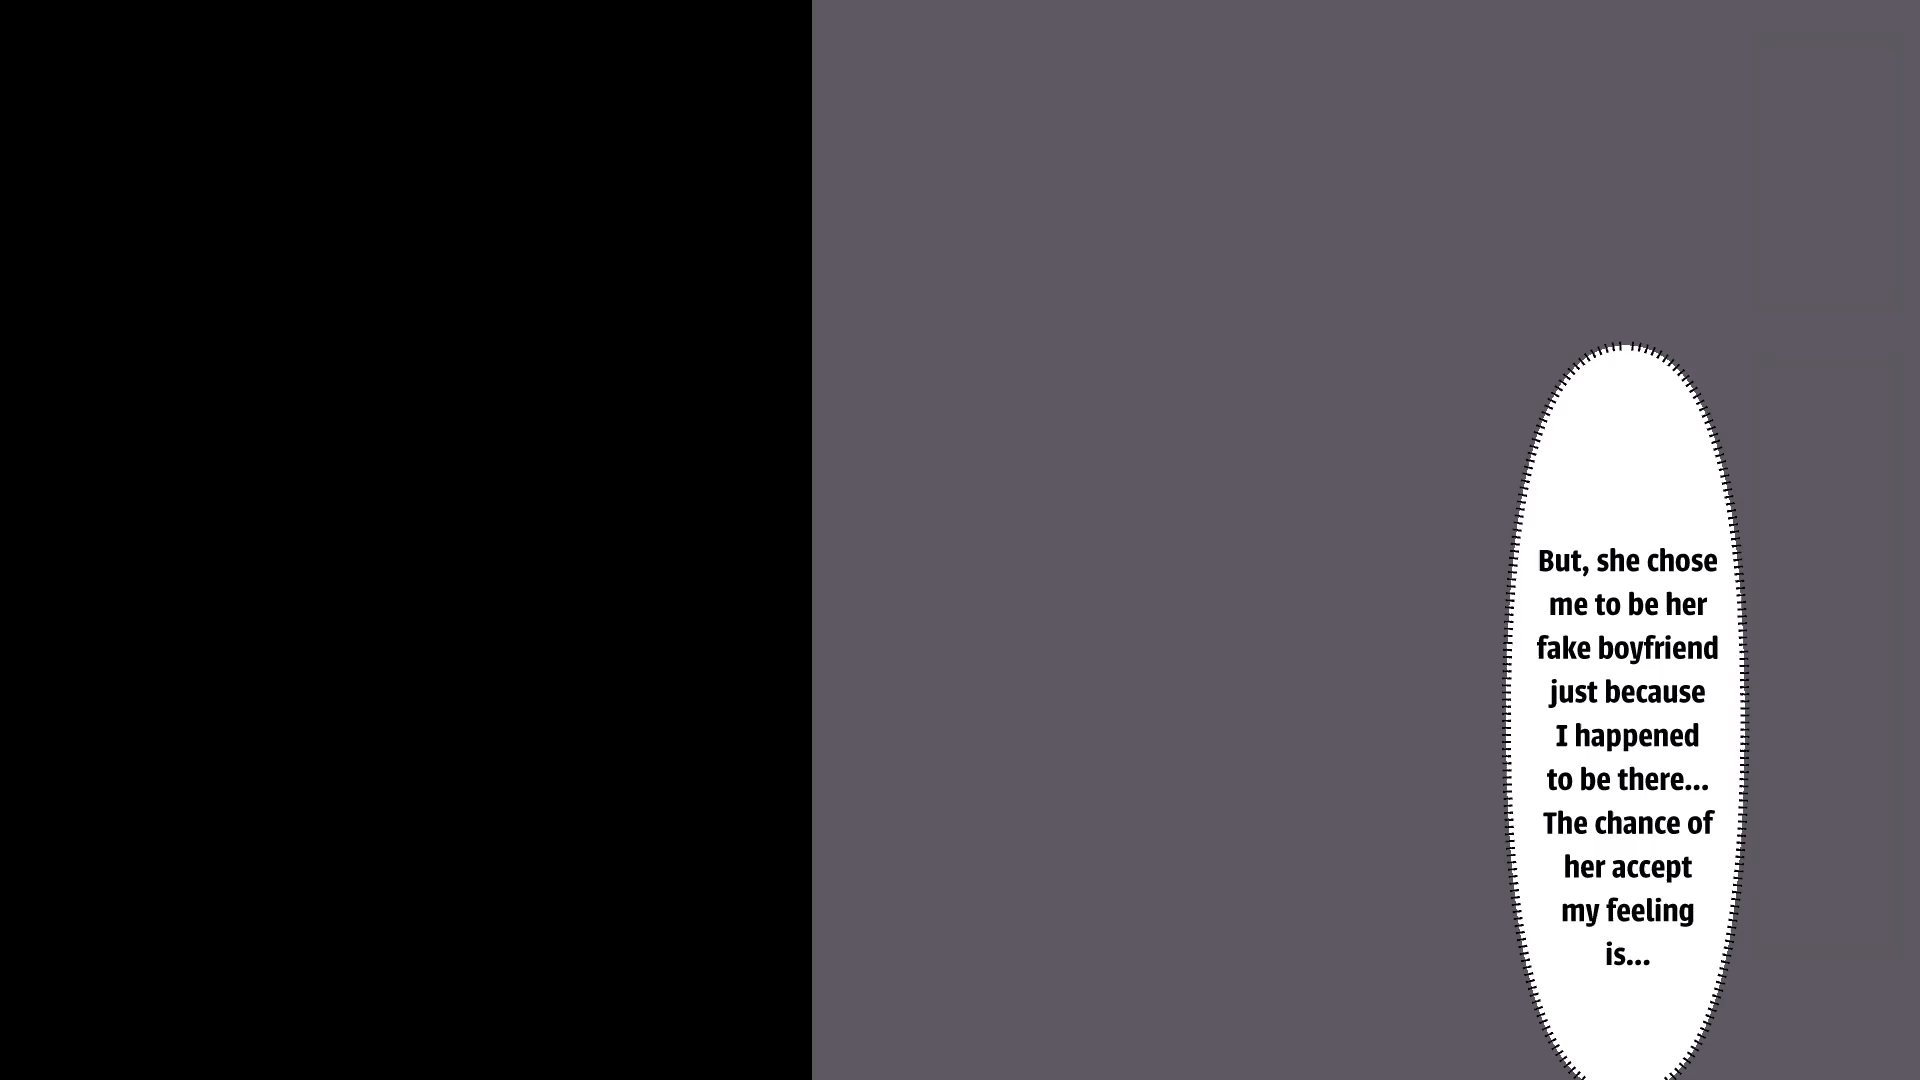 But, she chose
me to be her
fake boyfriend
just because
I happened
to be there...
The chance of
her accept
my feeling
is...